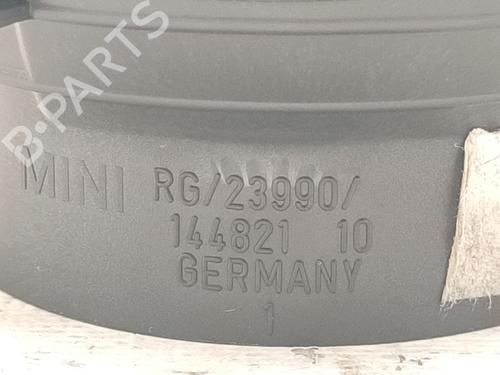 B-PARTS
MINI RG/23990/
144821 10
GERMANY
1